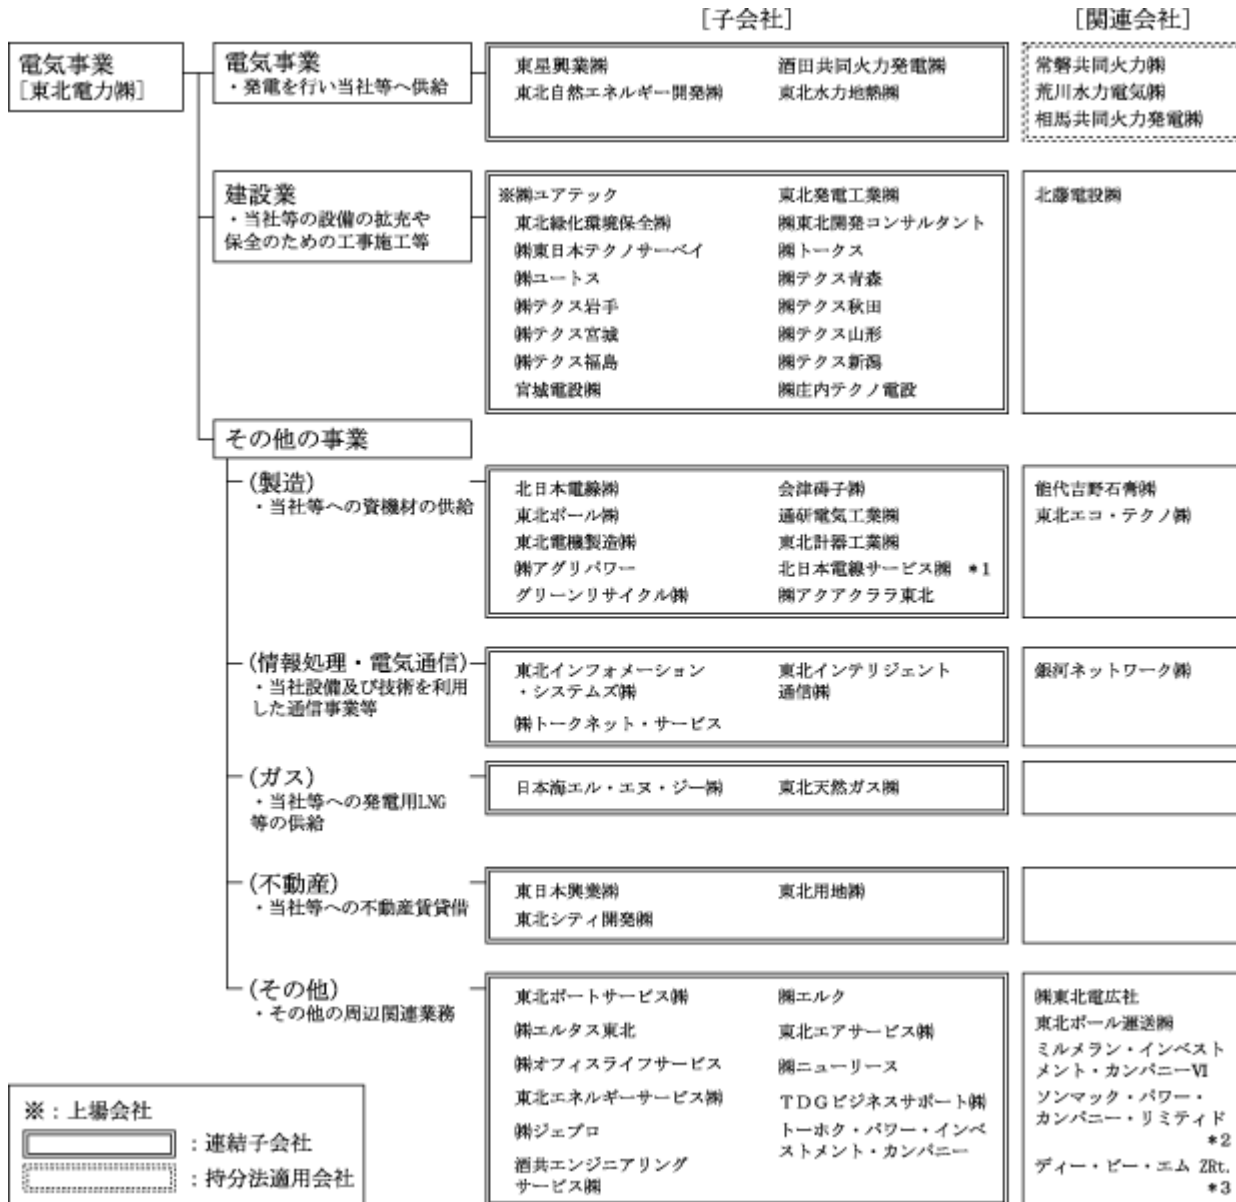 [子会社]
[関連会社]
電気事業
[東北電力㈱]
電気事業
・発電を行い当社等へ供給
東星興業㈱
酒田共同火力発電㈱
東北自然エネルギー開発㈱
東北水力地熱㈱
常磐共同火力㈱
荒川水力電気㈱
相馬共同火力発電㈱
建設業
・当社等の設備の拡充や
保全のための工事施工等
※㈱ユアテック
東北発電工業㈱
東北緑化環境保全㈱
㈱東北開発コンサルタント
㈱東日本テクノサーベイ
㈱トークス
㈱ユートス
㈱テクス青森
㈱テクス岩手
㈱テクス秋田
㈱テクス宮城
㈱テクス山形
㈱テクス福島
㈱テクス新潟
宮城電設㈱
㈱庄内テクノ電設
北藤電設㈱
その他の事業
(製造)
・当社等への資機材の供給
北日本電線㈱
会津碍子㈱
東北ポール㈱
通研電気工業㈱
東北電機製造㈱
東北計器工業㈱
㈱アグリパワー
北日本電線サービス㈱ *1
グリーンリサイクル㈱
㈱アクアクララ東北
能代吉野石膏㈱
東北エコ・テクノ㈱
(情報処理・電気通信)
・当社設備及び技術を利用
した通信事業等
東北インフォメーション
・システムズ㈱
東北インテリジェント
通信㈱
㈱トークネット・サービス
銀河ネットワーク㈱
(ガス)
・当社等への発電用LNG
等の供給
日本海エル・エヌ・ジー㈱
東北天然ガス㈱
(不動産)
・当社等への不動産賃貸借
東日本興業㈱
東北用地㈱
東北シティ開発㈱
(その他)
・その他の周辺関連業務
東北ポートサービス㈱
㈱エルク
㈱エルタス東北
東北エアサービス㈱
㈱オフィスライフサービス
㈱ニューリース
東北エネルギーサービス㈱
TDGビジネスサポート㈱
㈱ジェプロ
トーホク・パワー・インベ
ストメント・カンパニー
酒共エンジニアリング
サービス㈱
㈱東北電広社
東北ポール運送㈱
ミルメラン・インベスト
メント・カンパニーⅥ
ソンマック・パワー・
カンパニー・リミティド
*2
ディー・ビー・エム ZRt.
*3
※：上場会社
：連結子会社
：持分法適用会社